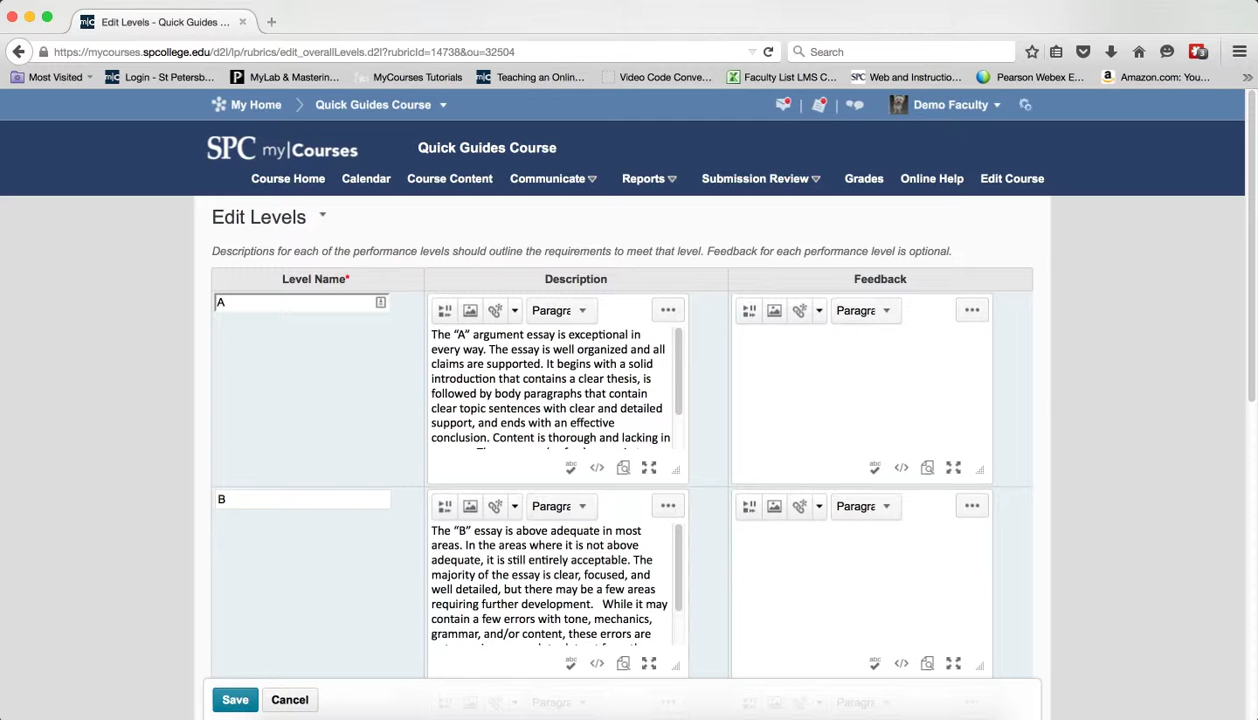 Edit Levels - Quick Guides ...
https://mycourses.spcollege.edu/d2l/lp/rubrics/edit_overallLevels.d2l?rubricId=14738&ou=32504
Search
Most Visited
Login - St Petersb...
MyLab & Mastering...
MyCourses Tutorials
Teaching an Onlin...
Video Code Conve...
Faculty List LMS C...
Web and Instructio...
Pearson Webex E...
Amazon.com: You...
My Home
Quick Guides Course
Demo Faculty
SPC my|Courses
Quick Guides Course
Course Home Calendar Course Content Communicate Reports Submission Review Grades Online Help Edit Course
Edit Levels
Descriptions for each of the performance levels should outline the requirements to meet that level. Feedback for each performance level is optional.
Level Name* Description Feedback
A
Paragra
The “A” argument essay is exceptional in
every way. The essay is well organized and all
claims are supported. It begins with a solid
introduction that contains a clear thesis, is
followed by body paragraphs that contain
clear topic sentences with clear and detailed
support, and ends with an effective
conclusion. Content is thorough and lacking in
Paragra
B
Paragra
The “B” essay is above adequate in most
areas. In the areas where it is not above
adequate, it is still entirely acceptable. The
majority of the essay is clear, focused, and
well detailed, but there may be a few areas
requiring further development. While it may
contain a few errors with tone, mechanics,
grammar, and/or content, these errors are
Paragra
Save Cancel